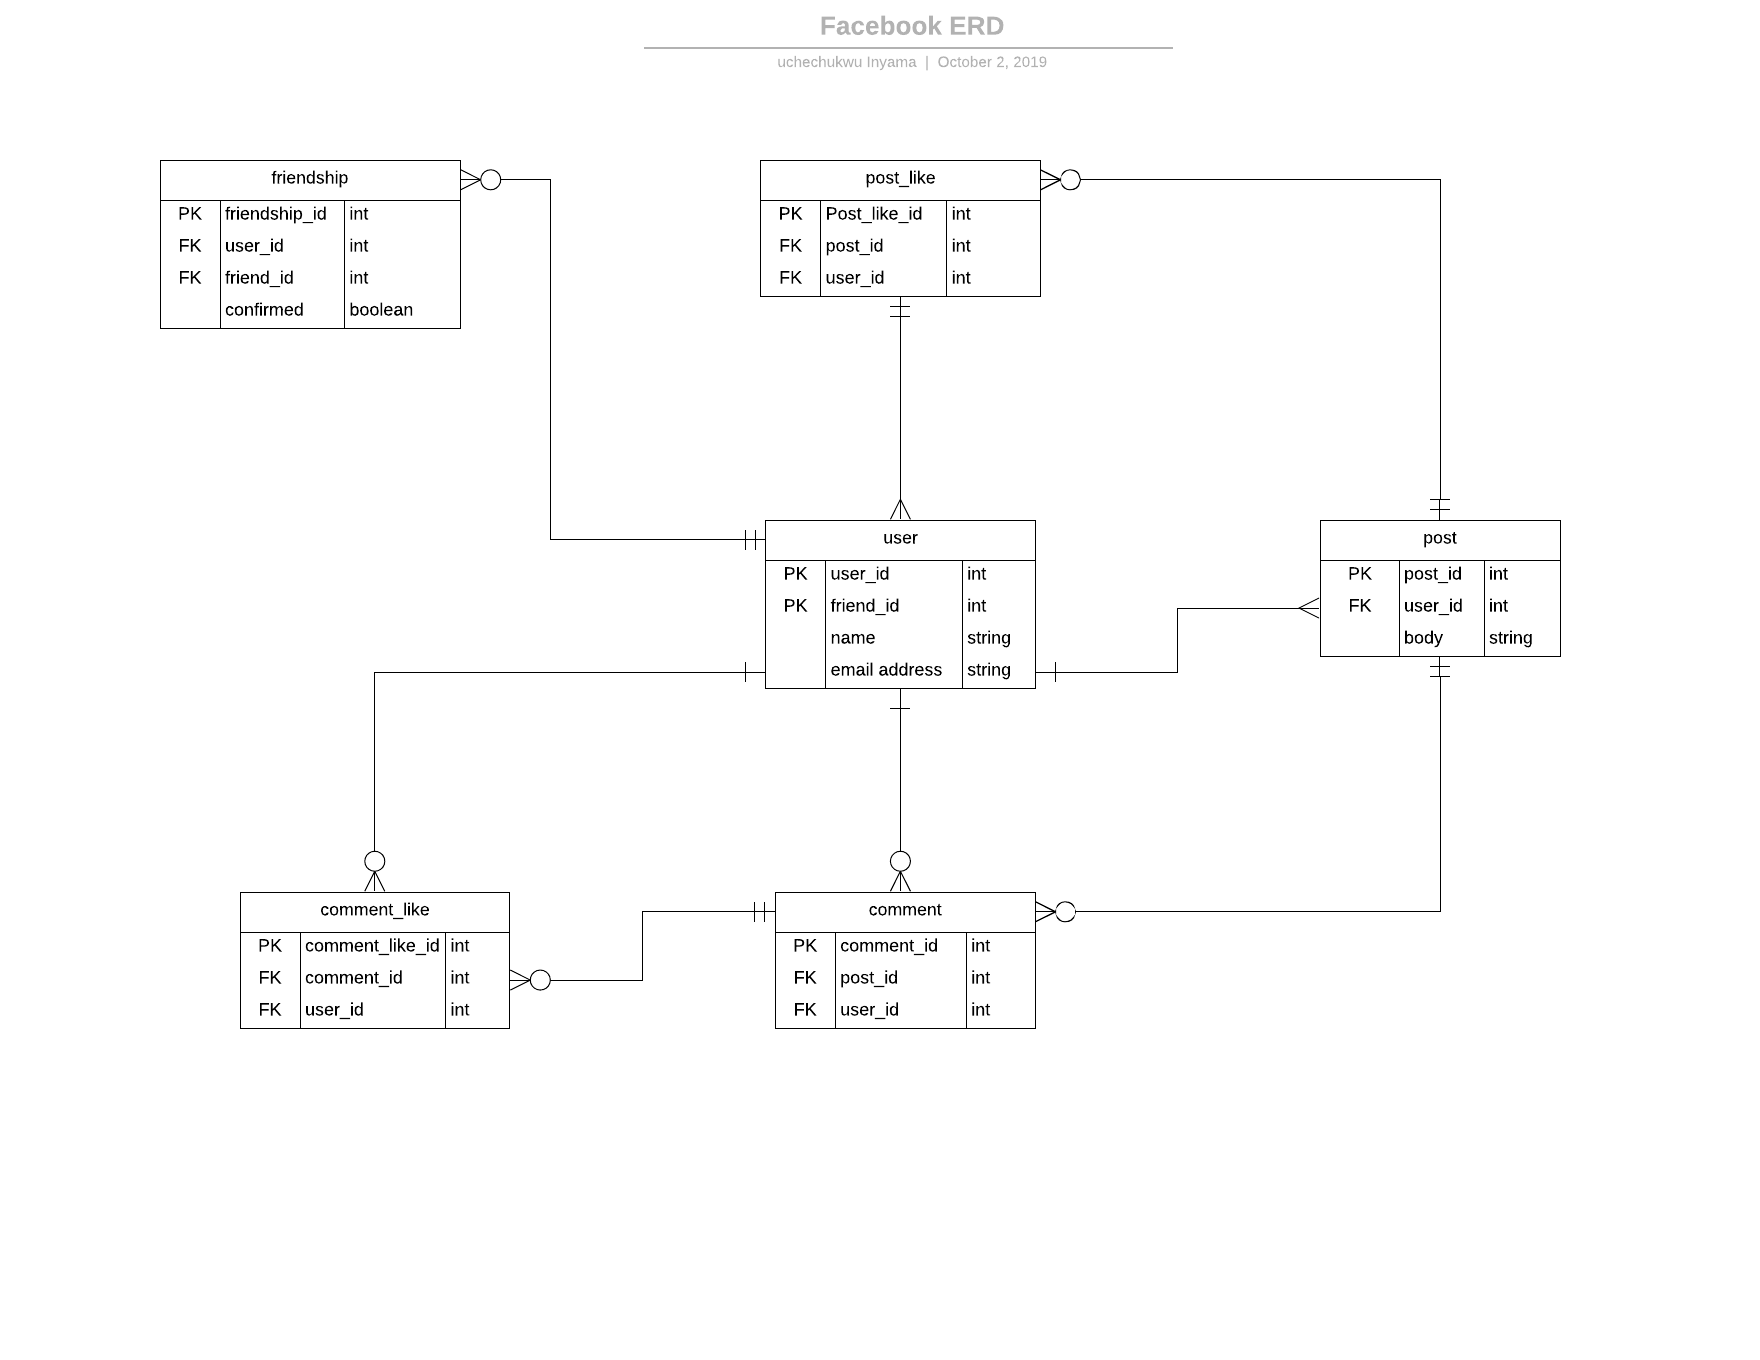 Facebook ERD
uchechukwu Inyama | October 2, 2019
friendship
PK friendship_id int
FK user_id int
FK friend_id int
confirmed boolean
post_like
PK Post_like_id int
FK post_id int
FK user_id int
user
PK user_id int
PK friend_id int
name string
email address string
post
PK post_id int
FK user_id int
body string
comment_like
PK comment_like_id int
FK comment_id int
FK user_id int
comment
PK comment_id int
FK post_id int
FK user_id int